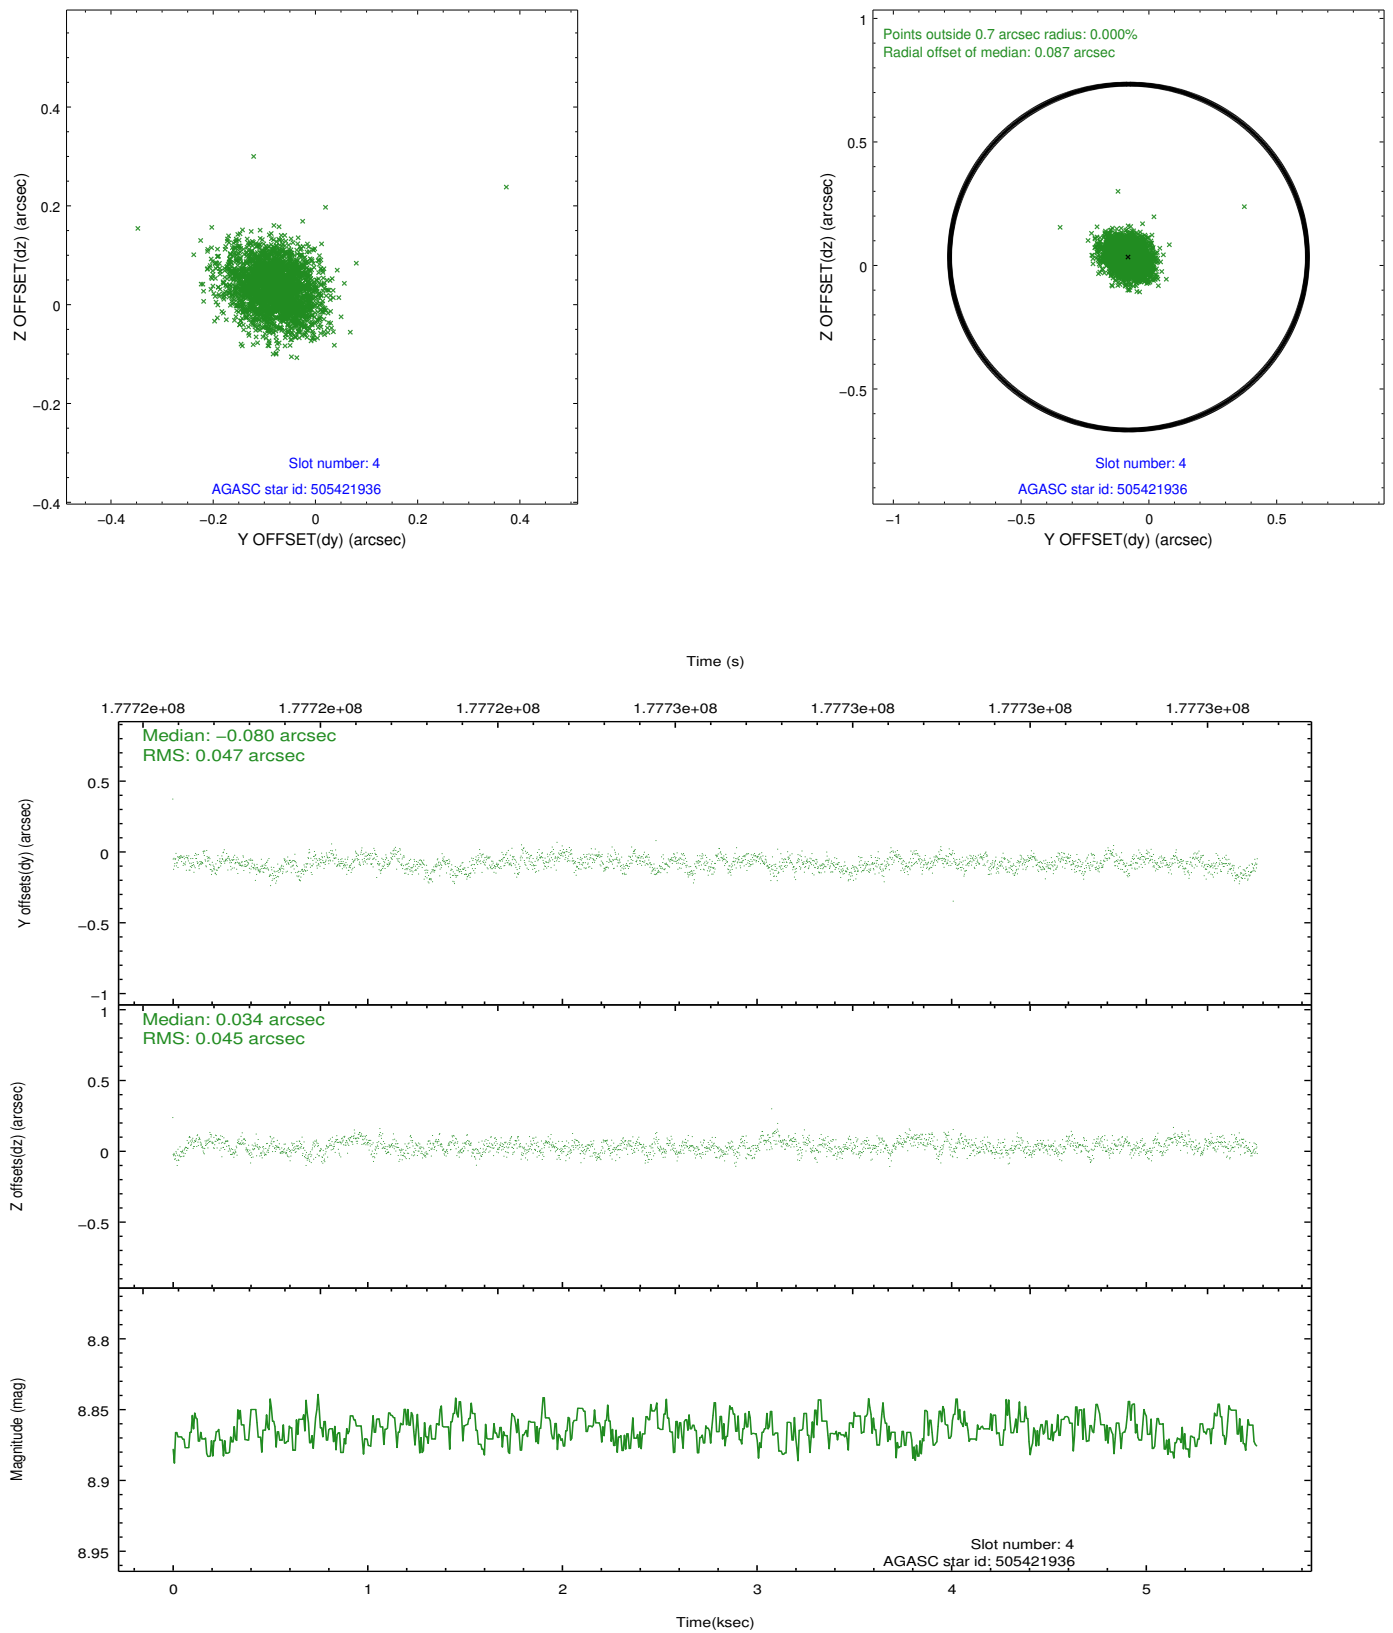 0.4
0.2
0
−0.2
−0.4
−0.4 −0.2 0 0.2 0.4
Z OFFSET(dz) (arcsec)
Y OFFSET(dy) (arcsec)
Slot number: 4
AGASC star id: 505421936
Points outside 0.7 arcsec radius: 0.000%
Radial offset of median: 0.087 arcsec
1
0.5
0
−0.5
−1 −0.5 0 0.5
Z OFFSET(dz) (arcsec)
Y OFFSET(dy) (arcsec)
Slot number: 4
AGASC star id: 505421936
Time (s)
1.7772e+08 1.7772e+08 1.7772e+08 1.7773e+08 1.7773e+08 1.7773e+08 1.7773e+08
Median: −0.080 arcsec
RMS: 0.047 arcsec
0.5
0
−0.5
−1
Y offsets(dy) (arcsec)
Median: 0.034 arcsec
RMS: 0.045 arcsec
1
0.5
0
−0.5
Z offsets(dz) (arcsec)
8.8
8.85
8.9
8.95
Magnitude (mag)
Slot number: 4
AGASC star id: 505421936
0 1 2 3 4 5
Time(ksec)